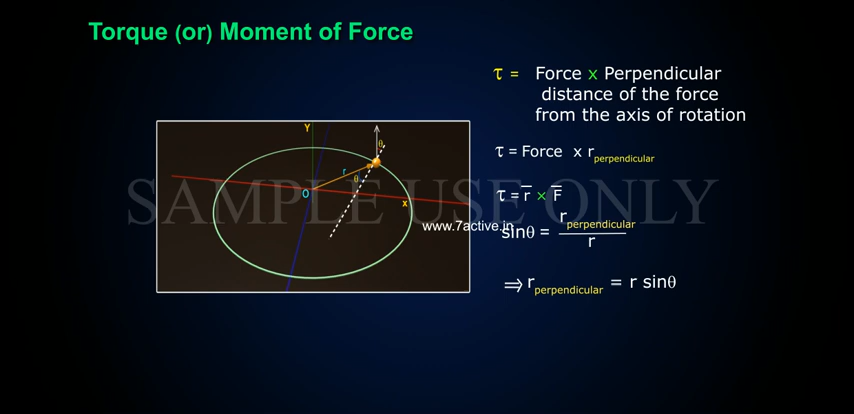 Torque (or) Moment of Force
τ = Force x Perpendicular
distance of the force
from the axis of rotation
τ = Force x r perpendicular
τ = r̅ × F̅
sinθ = r perpendicular / r
⇒ r perpendicular = r sinθ
Y
θ
r
θ
O
x
SAMPLE USE ONLY
www.7active.in